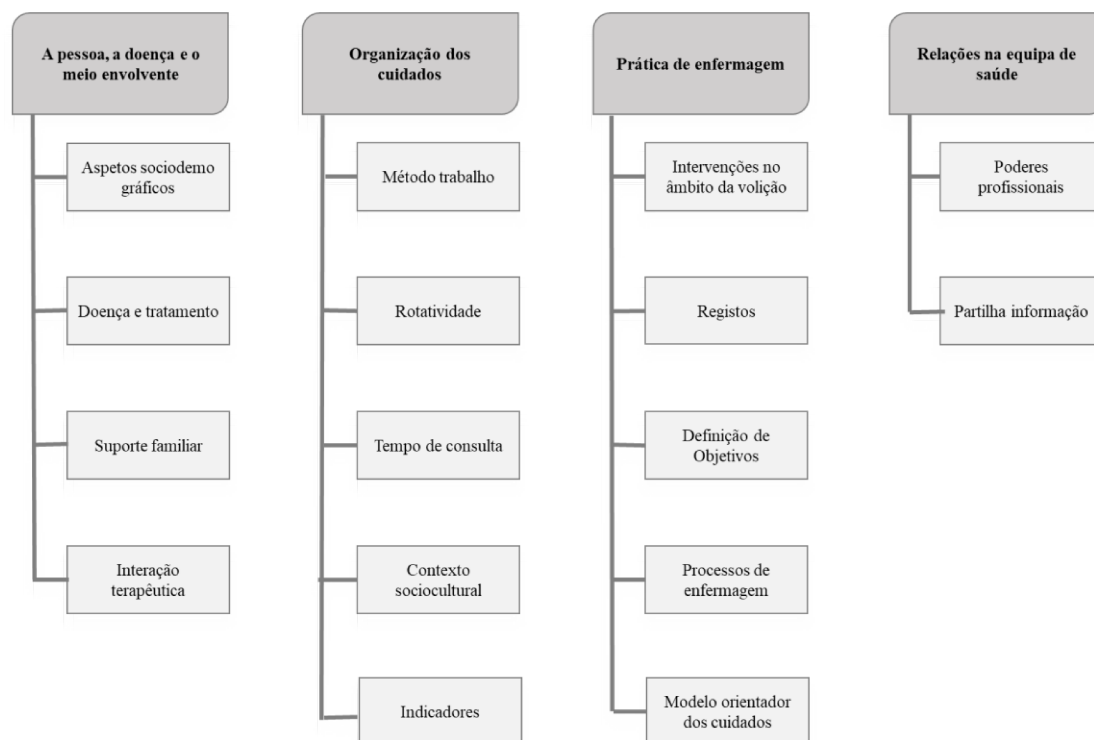 A pessoa, a doença e o
meio envolvente
Aspetos sociodemo
gráficos
Doença e tratamento
Suporte familiar
Interação
terapêutica
Organização dos
cuidados
Método trabalho
Rotatividade
Tempo de consulta
Contexto
sociocultural
Indicadores
Prática de enfermagem
Intervenções no
âmbito da volição
Registos
Definição de
Objetivos
Processos de
enfermagem
Modelo orientador
dos cuidados
Relações na equipa de
saúde
Poderes
profissionais
Partilha informação